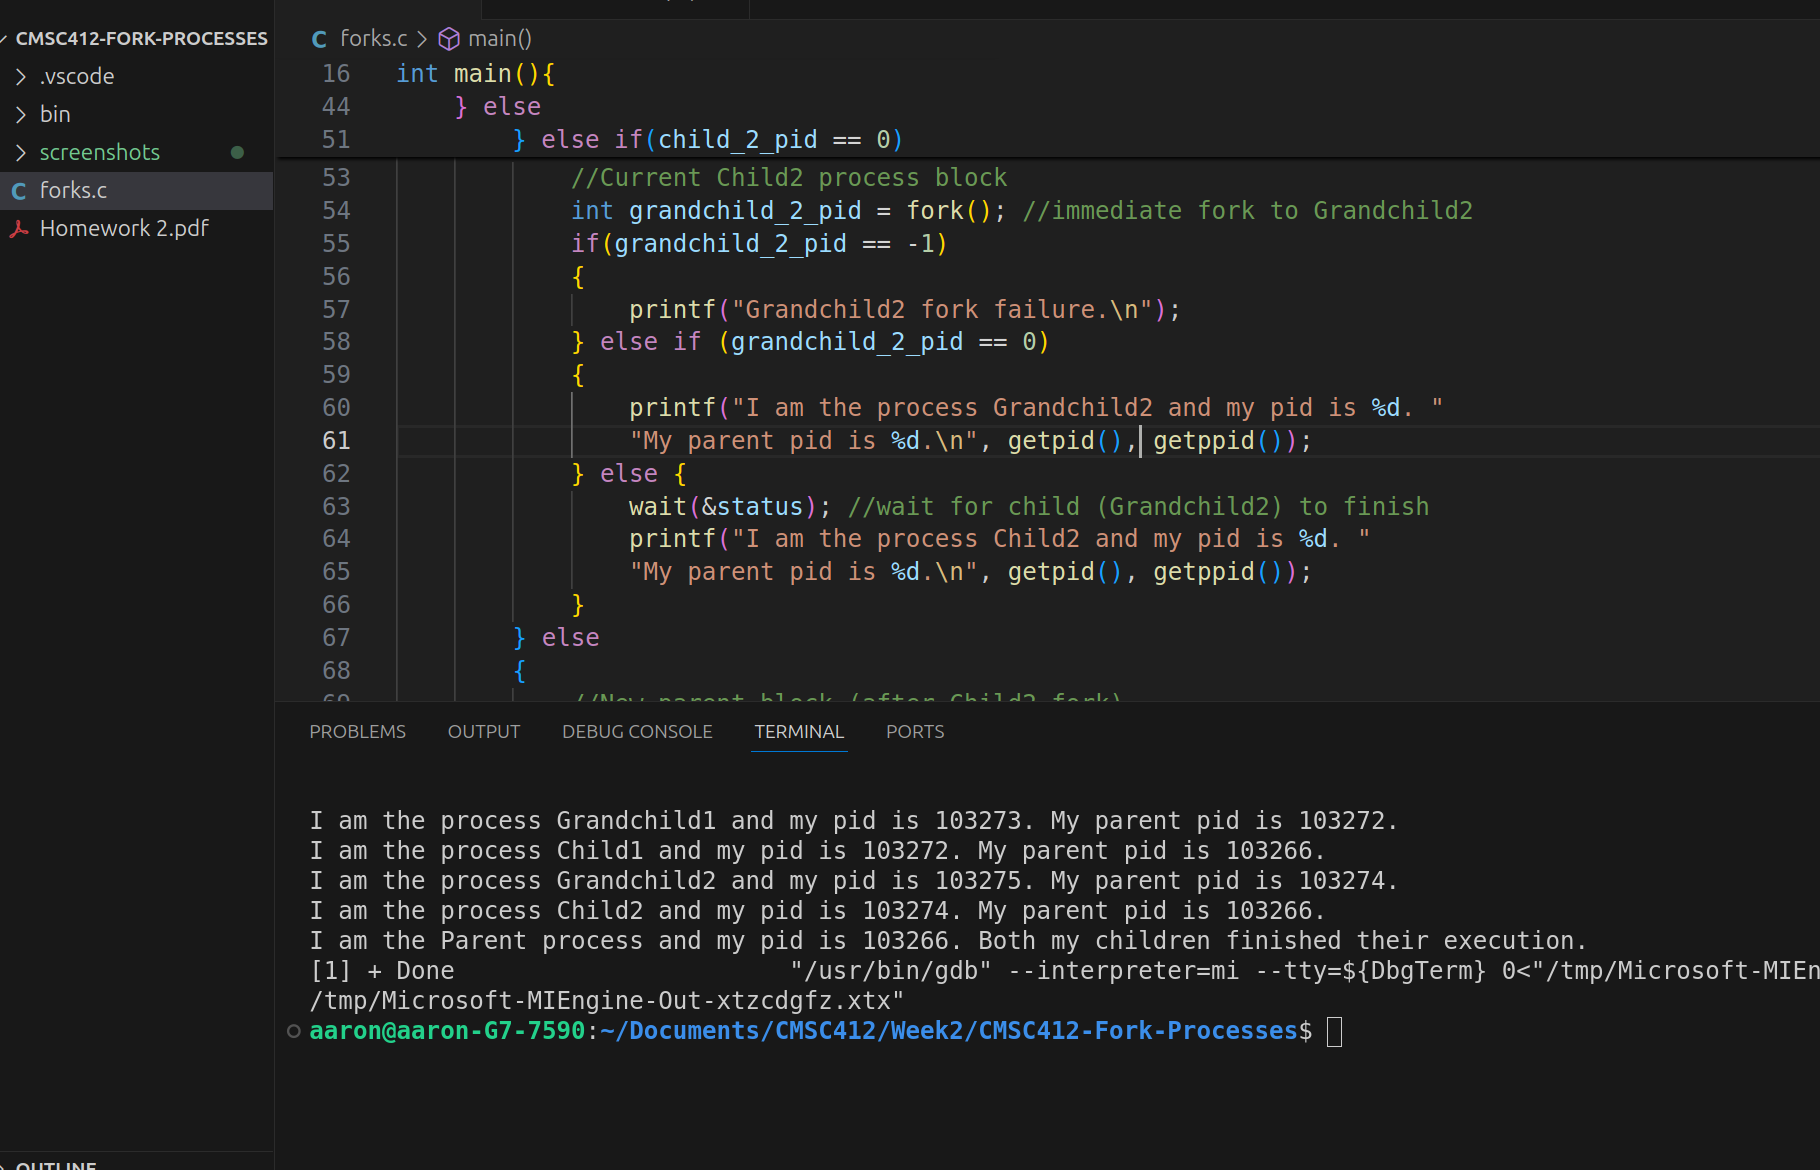 CMSC412-FORK-PROCESSES
.vscode
bin
screenshots
C forks.c
Homework 2.pdf
OUTLINE
C forks.c > main()
16 int main(){
44 } else
51 } else if(child_2_pid == 0)
53 //Current Child2 process block
54 int grandchild_2_pid = fork(); //immediate fork to Grandchild2
55 if(grandchild_2_pid == -1)
56 {
57 printf("Grandchild2 fork failure.\n");
58 } else if (grandchild_2_pid == 0)
59 {
60 printf("I am the process Grandchild2 and my pid is %d. "
61 "My parent pid is %d.\n", getpid(), getppid());
62 } else {
63 wait(&status); //wait for child (Grandchild2) to finish
64 printf("I am the process Child2 and my pid is %d. "
65 "My parent pid is %d.\n", getpid(), getppid());
66 }
67 } else
68 {
69 //New parent block (after Child2 fork)
PROBLEMS OUTPUT DEBUG CONSOLE TERMINAL PORTS
I am the process Grandchild1 and my pid is 103273. My parent pid is 103272.
I am the process Child1 and my pid is 103272. My parent pid is 103266.
I am the process Grandchild2 and my pid is 103275. My parent pid is 103274.
I am the process Child2 and my pid is 103274. My parent pid is 103266.
I am the Parent process and my pid is 103266. Both my children finished their execution.
[1] + Done "/usr/bin/gdb" --interpreter=mi --tty=${DbgTerm} 0<"/tmp/Microsoft-MIEn
/tmp/Microsoft-MIEngine-Out-xtzcdgfz.xtx"
aaron@aaron-G7-7590:~/Documents/CMSC412/Week2/CMSC412-Fork-Processes$